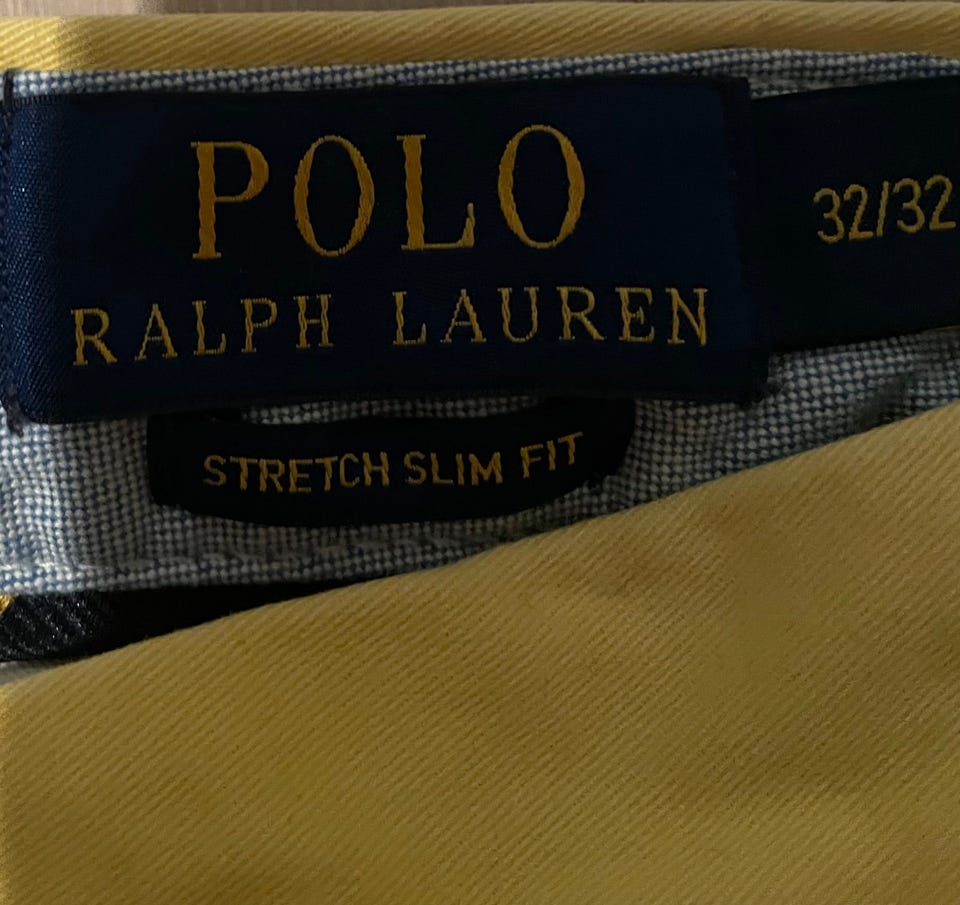 POLO
RALPH LAUREN
32/32
STRETCH SLIM FIT